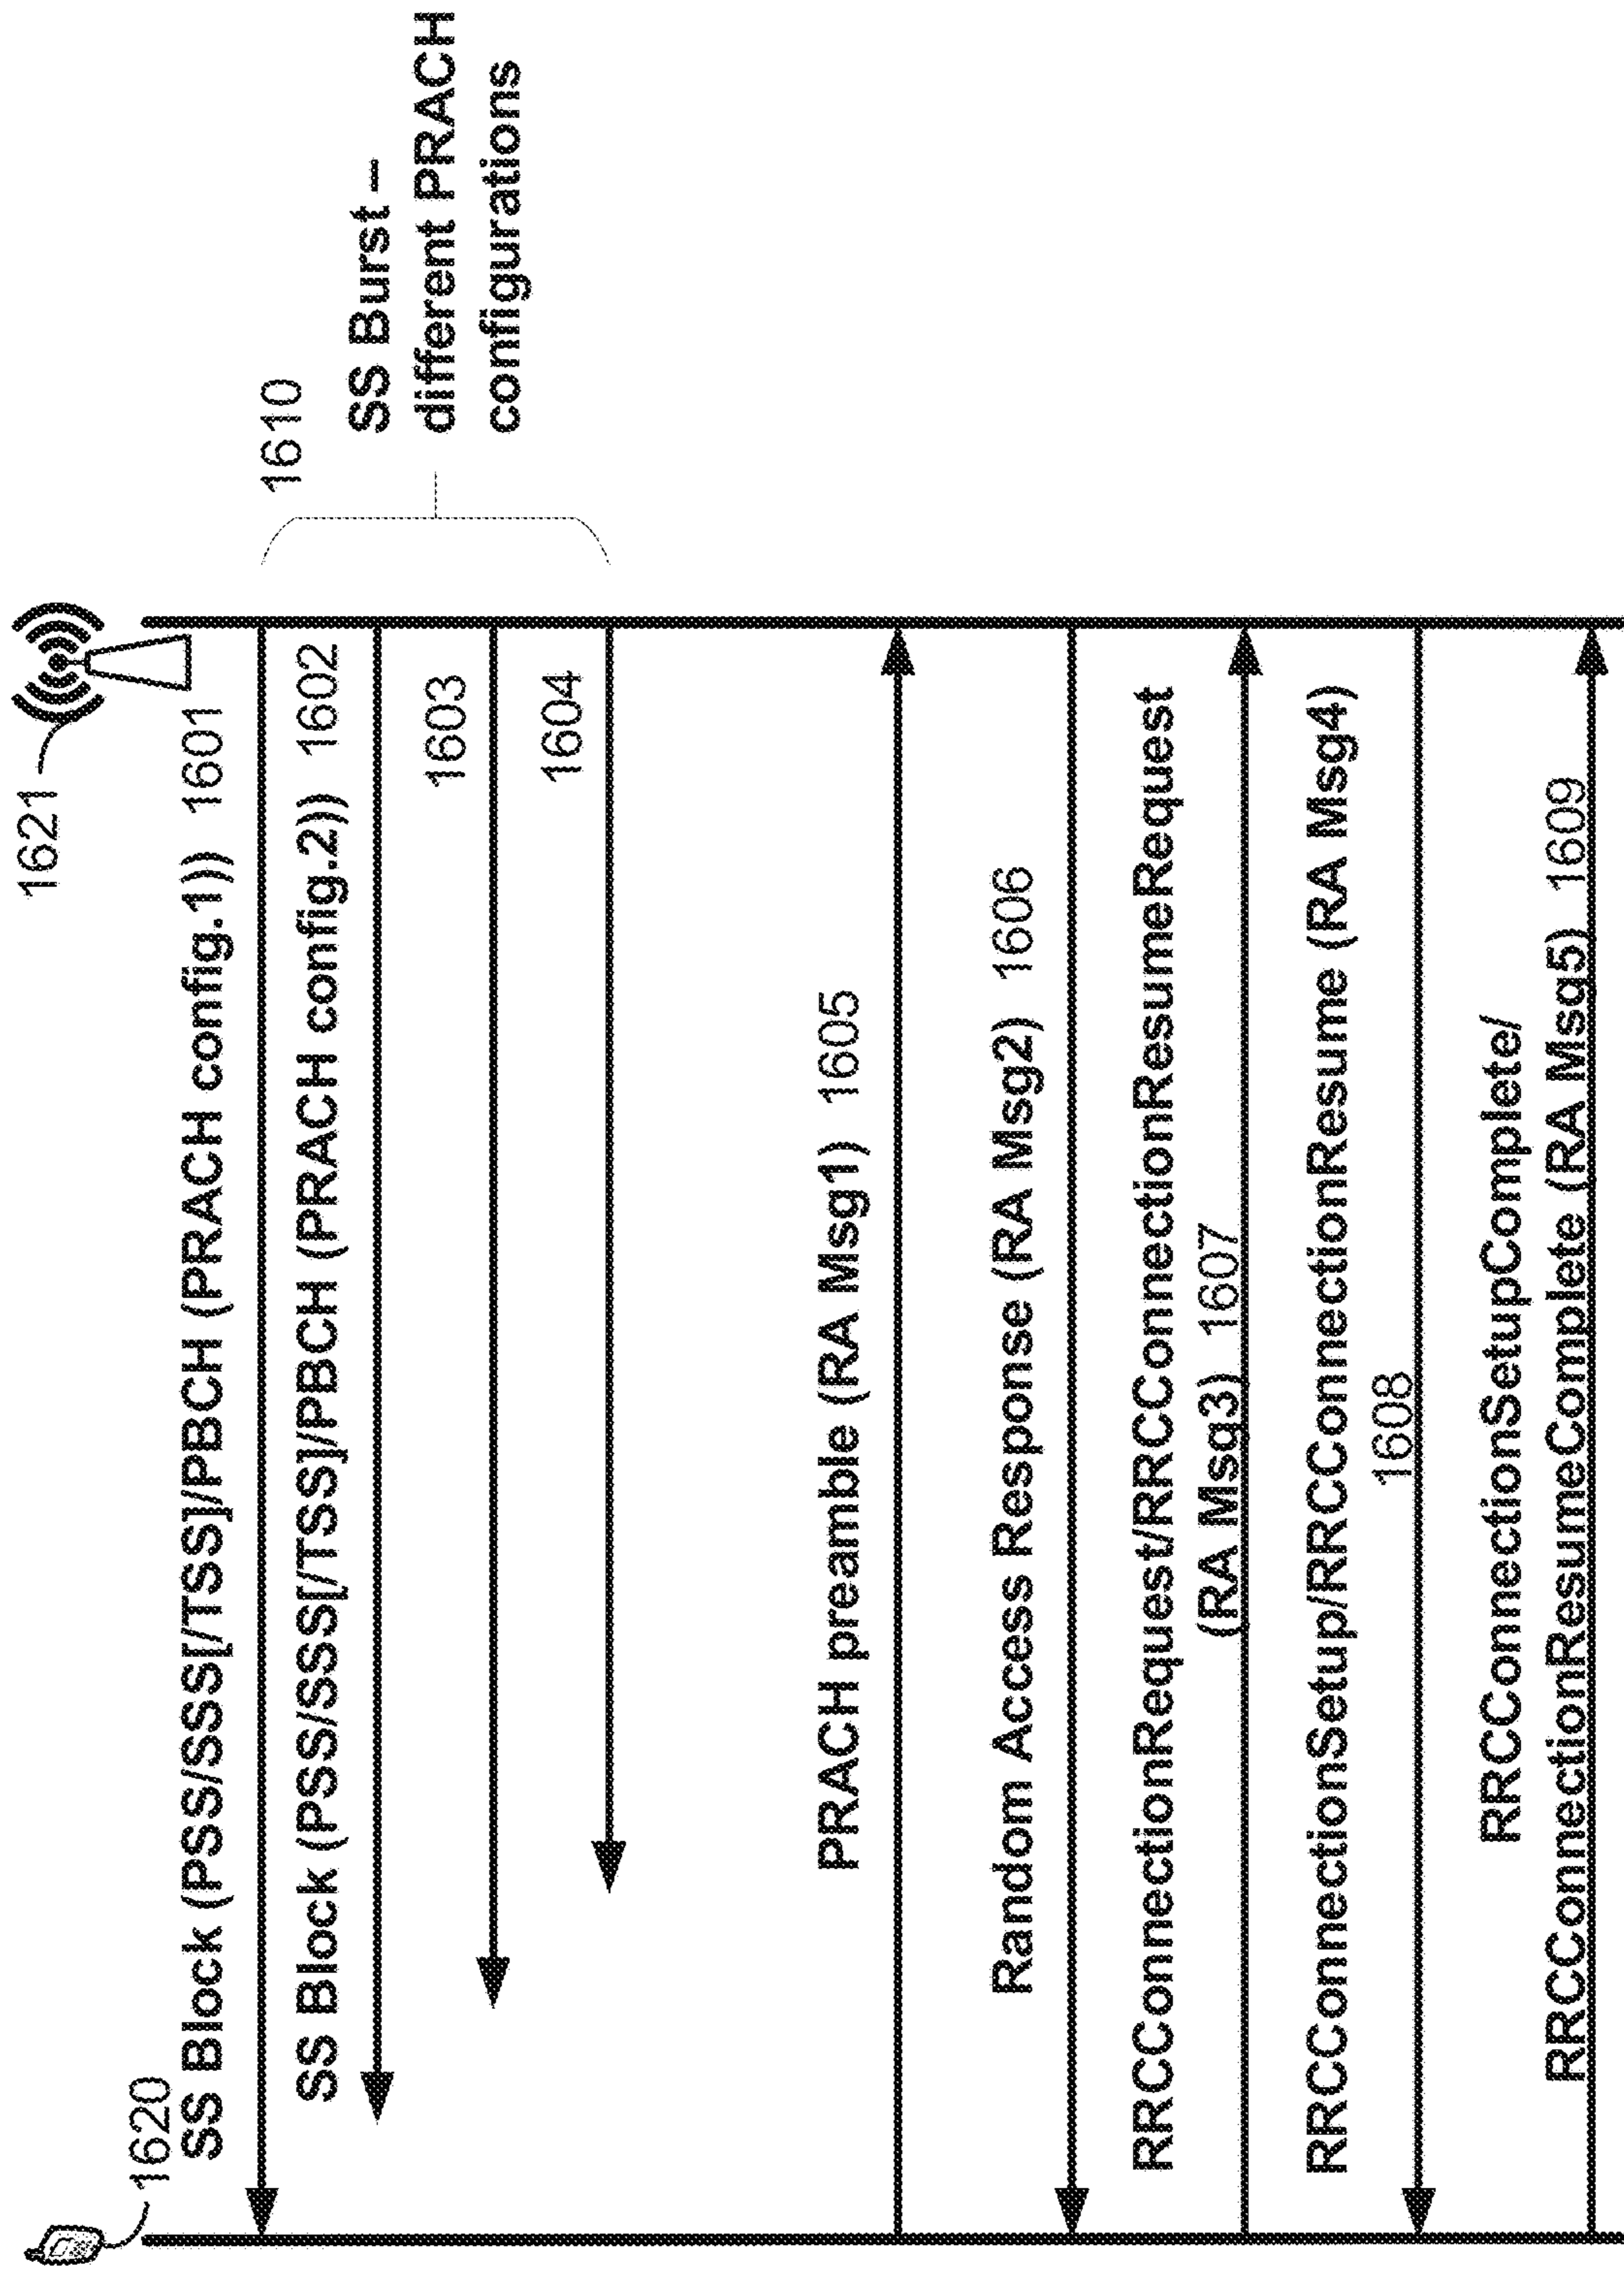 1620
1621
SS Block (PSS/SSS[/TSS]/PBCH (PRACH config.1)) 1601
1610
SS Block (PSS/SSS[/TSS]/PBCH (PRACH config.2)) 1602
SS Burst –
different PRACH
configurations
1603
1604
PRACH preamble (RA Msg1) 1605
Random Access Response (RA Msg2) 1606
RRCConnectionRequest/RRCConnectionResumeRequest
(RA Msg3) 1607
RRCConnectionSetup/RRCConnectionResume (RA Msg4)
1608
RRCConnectionSetupComplete/
RRCConnectionResumeComplete (RA Msg5) 1609